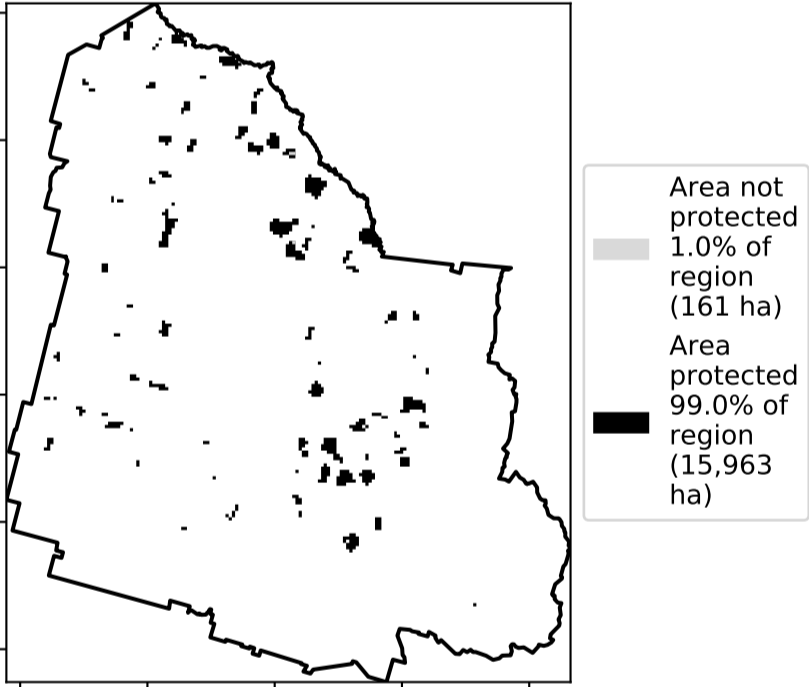 Area not
protected
1.0% of
region
(161 ha)
Area
protected
99.0% of
region
(15,963
ha)